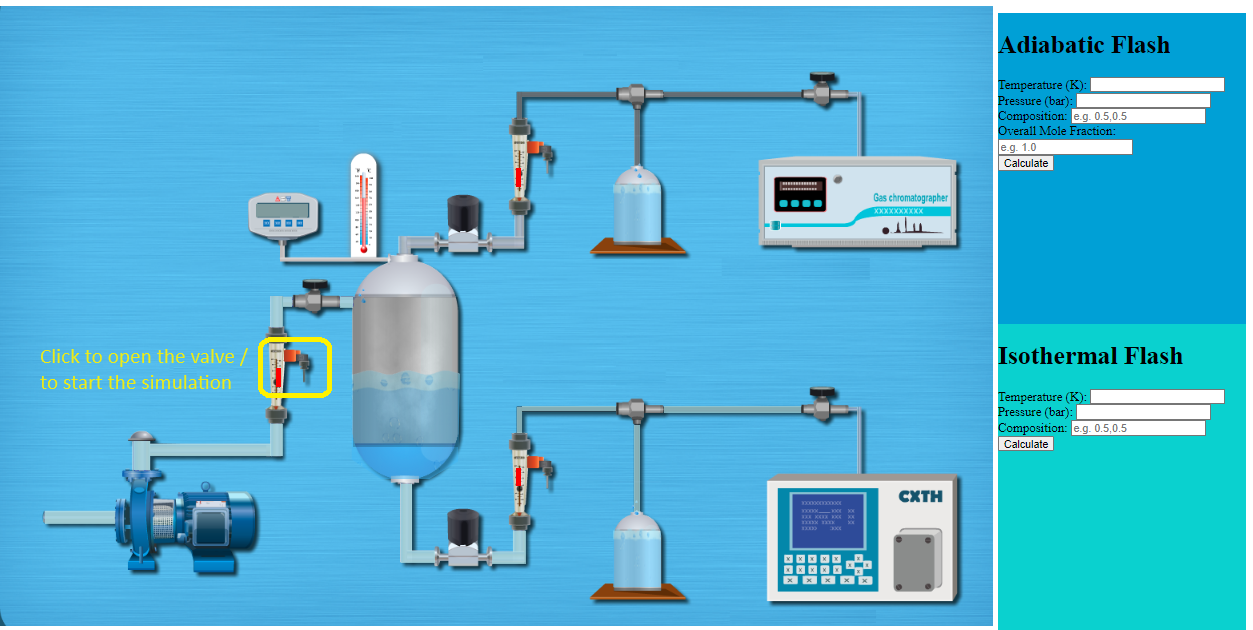 Adiabatic Flash
Temperature (K):
Pressure (bar):
Composition: e.g. 0.5,0.5
Overall Mole Fraction:
e.g. 1.0
Calculate
Gas chromatographer
XXXXXXXXXX
Click to open the valve /
to start the simulation
Isothermal Flash
Temperature (K):
Pressure (bar):
Composition: e.g. 0.5,0.5
Calculate
CXTH